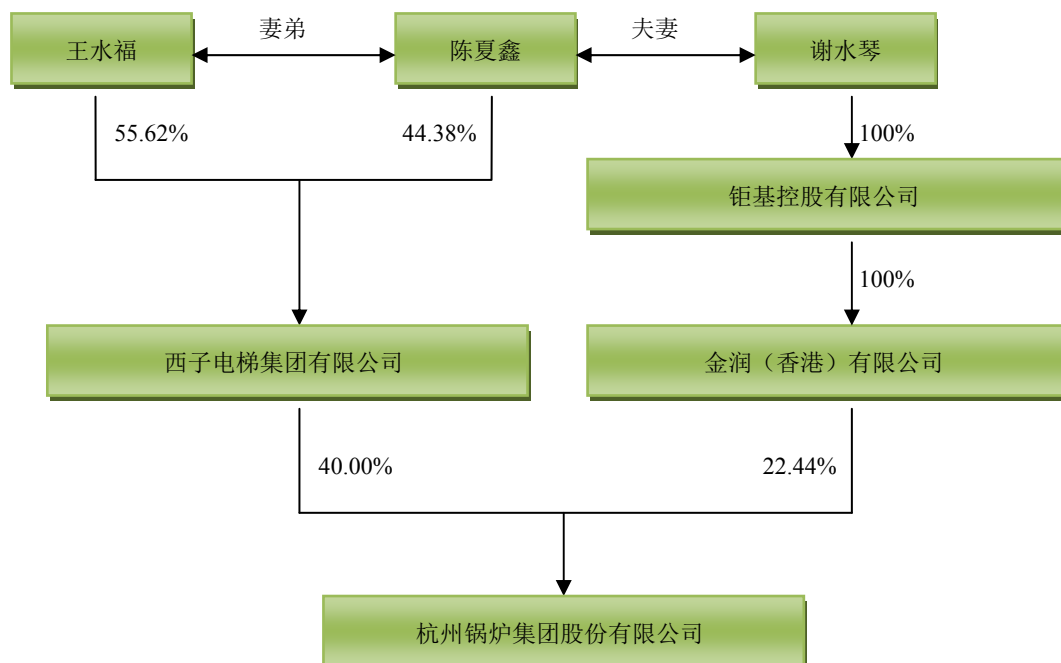 妻弟
夫妻
王水福
陈夏鑫
谢水琴
55.62%
44.38%
100%
钜基控股有限公司
100%
西子电梯集团有限公司
金润（香港）有限公司
40.00%
22.44%
杭州锅炉集团股份有限公司